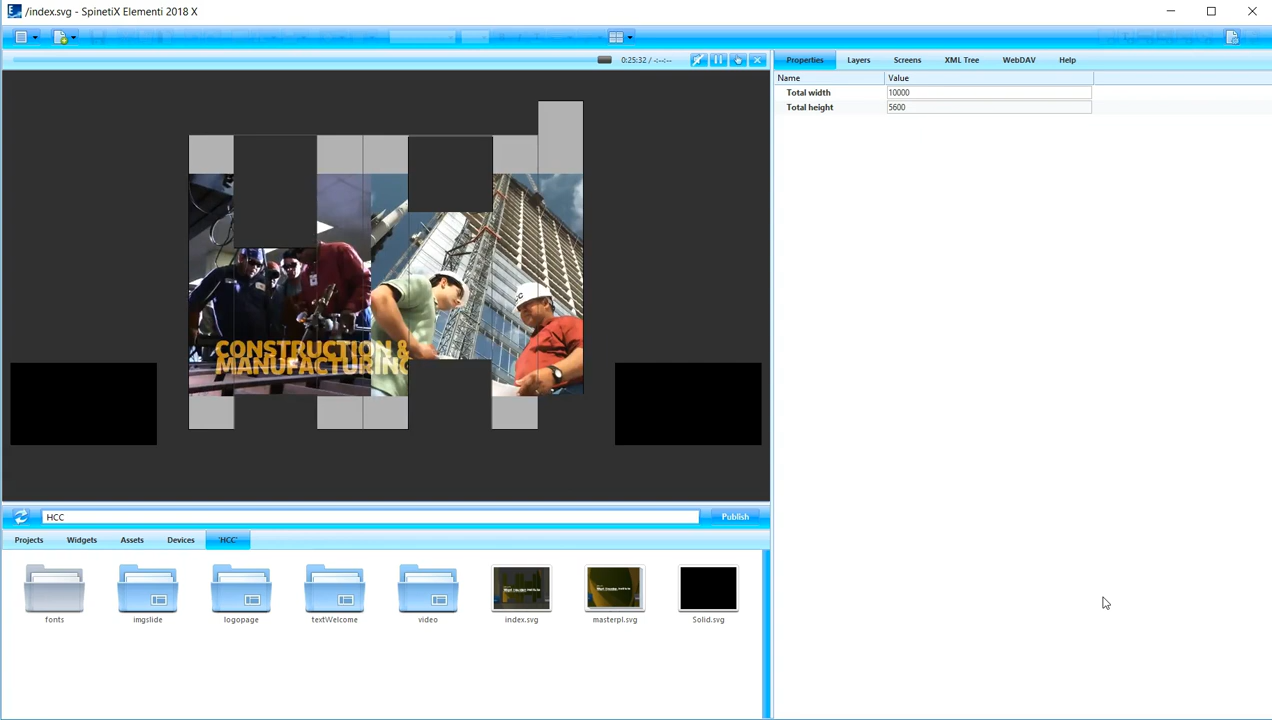 /index.svg - SpinetiX Elementi 2018 X
0:25:32 / -:--:--
CONSTRUCTION &
MANUFACTURING
HCC
Publish
Projects Widgets Assets Devices 'HCC'
fonts imgslide logopage textWelcome video index.svg masterpl.svg Solid.svg
Properties Layers Screens XML Tree WebDAV Help
Name Value
Total width 10000
Total height 5600